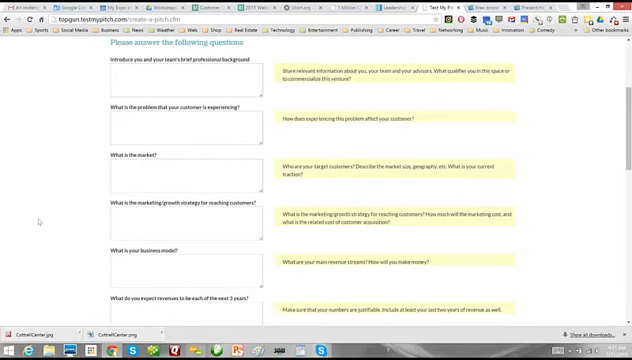 topgun.testmypitch.com/create-a-pitch.cfm
Apps
Sports
Social Media
Business
News
Weather
Web
Rock Star
Technology
Entertainment
Photography
Marketing
Music
Innovation
Comedy
Other bookmarks
Please answer the following questions
Introduce you and your team's brief professional background
Share relevant information about you, your team and your advisors. What qualifies you in this space or
to commercialize this venture?
What is the problem that your customer is experiencing?
How does experiencing this problem affect your customer?
What is the market?
Who are your target customers? Describe the market size, geography, etc. What is your current
traction?
What is the marketing/growth strategy for reaching customers?
What is the marketing/growth strategy for reaching customers? How much will the marketing cost, and
what is the related cost of customer acquisition?
What is your business model?
What are your main revenue streams? How will you make money?
What do you expect revenues to be each of the next 3 years?
Make sure that your numbers are justifiable. Include at least your last two years of revenue as well.
CottrellCenter.jpg
CottrellCenter.png
Show all downloads...